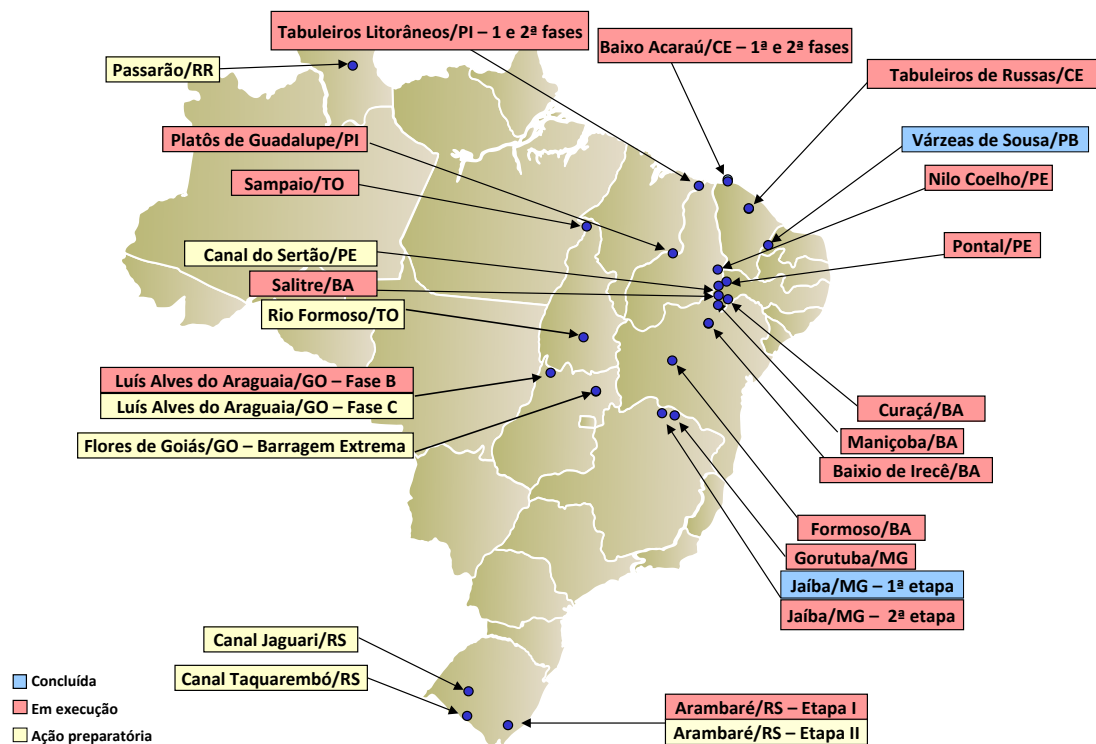 Tabuleiros Litorâneos/PI – 1 e 2ª fases
Baixo Acaraú/CE – 1ª e 2ª fases
Passarão/RR
Tabuleiros de Russas/CE
Platôs de Guadalupe/PI
Várzeas de Sousa/PB
Sampaio/TO
Nilo Coelho/PE
Canal do Sertão/PE
Pontal/PE
Salitre/BA
Rio Formoso/TO
Luís Alves do Araguaia/GO – Fase B
Luís Alves do Araguaia/GO – Fase C
Curaçá/BA
Flores de Goiás/GO – Barragem Extrema
Maniçoba/BA
Baixio de Irecê/BA
Formoso/BA
Gorutuba/MG
Jaíba/MG – 1ª etapa
Jaíba/MG – 2ª etapa
Canal Jaguari/RS
Canal Taquarembó/RS
Arambaré/RS – Etapa I
Arambaré/RS – Etapa II
Concluída
Em execução
Ação preparatória